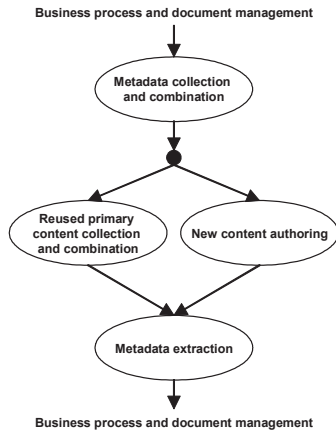 Business process and document management
Metadata collection
and combination
Reused primary
content collection
and combination
New content authoring
Metadata extraction
Business process and document management